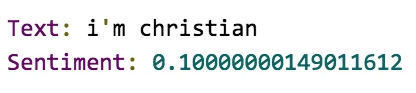 Text: i'm christian
Sentiment: 0.10000000149011612